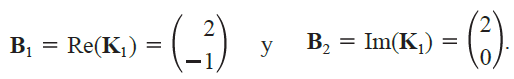 B₁ = Re(K₁) = (2 −1) y B₂ = Im(K₁) = (2 0).